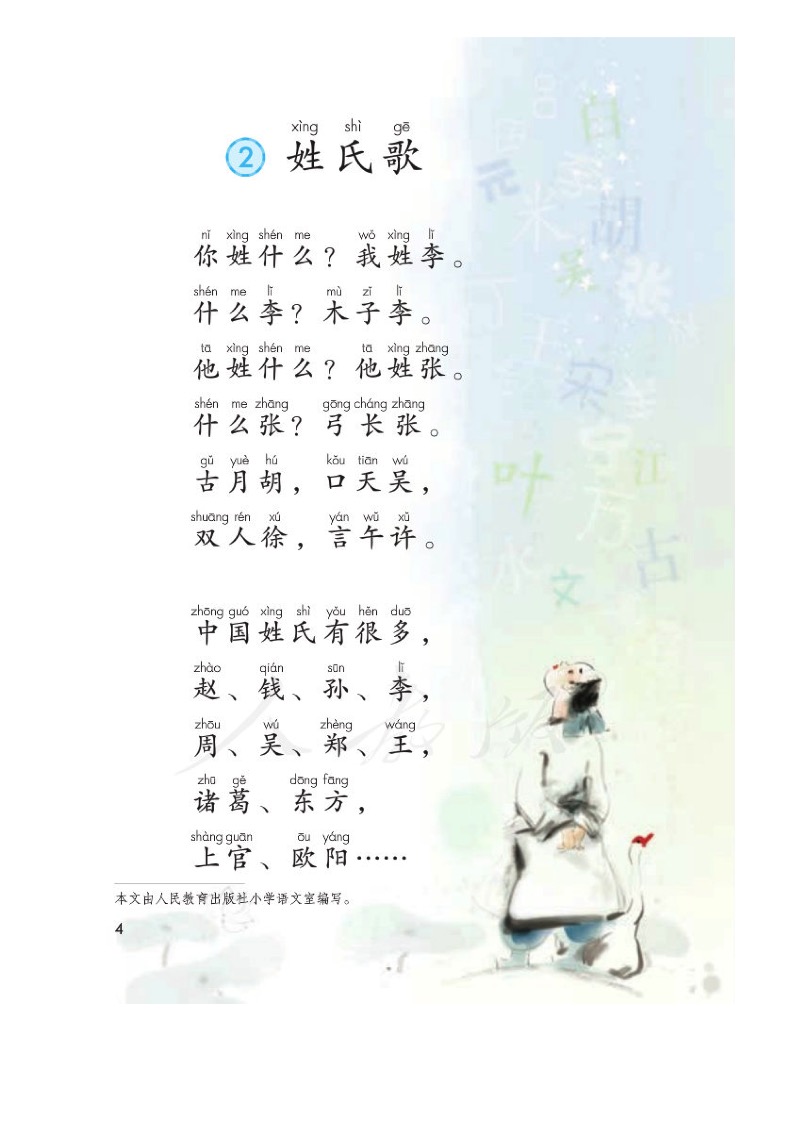 xìng shì gē
2 姓氏歌
nǐ xìng shén me wǒ xìng lǐ
你姓什么？我姓李。
shén me lǐ mù zǐ lǐ
什么李？木子李。
tā xìng shén me tā xìng zhāng
他姓什么？他姓张。
shén me zhāng gōng cháng zhāng
什么张？弓长张。
gǔ yuè hú kǒu tiān wú
古月胡，口天吴，
shuāng rén xú yán wǔ xǔ
双人徐，言午许。
zhōng guó xìng shì yǒu hěn duō
中国姓氏有很多，
zhào qián sūn lǐ
赵、钱、孙、李，
zhōu wú zhèng wáng
周、吴、郑、王，
zhū gě dōng fāng
诸葛、东方，
shàng guān ōu yáng
上官、欧阳……
本文由人民教育出版社小学语文室编写。
4
白
元
米
胡
吴
张
宋
叶
江
万
水
文
古
人教版